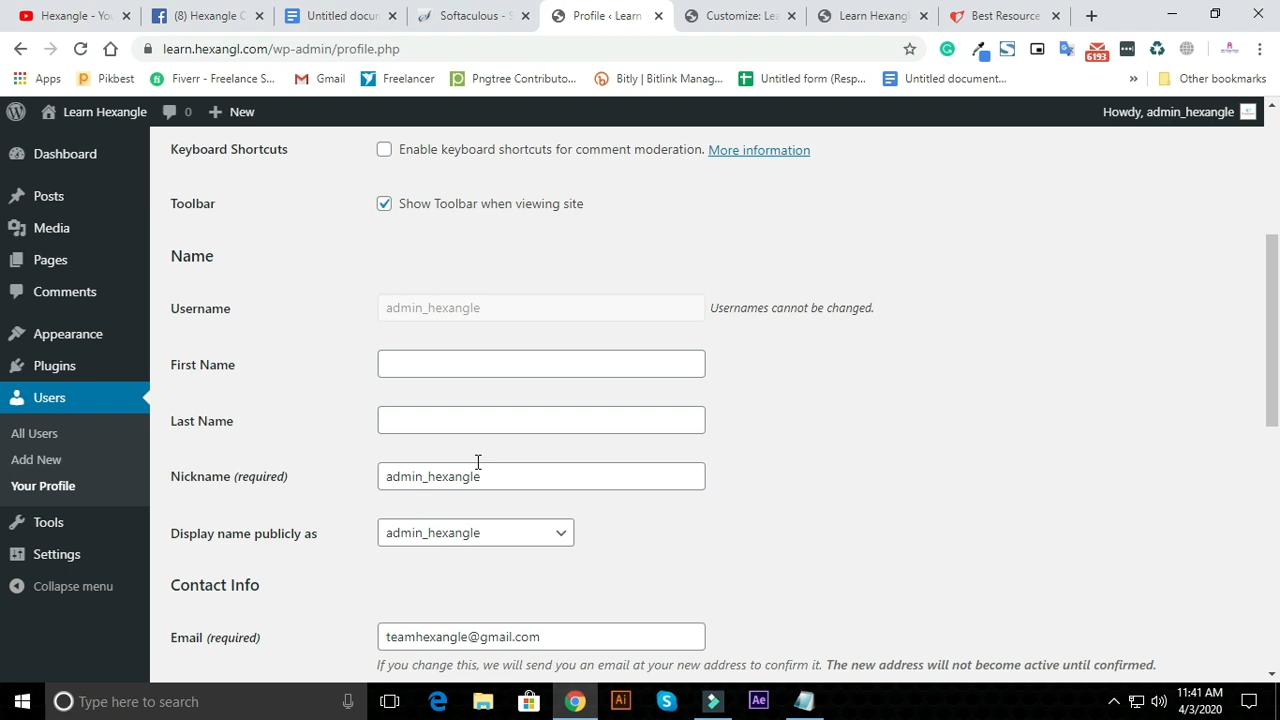 Hexangle - You
(8) Hexangle C
Untitled docun
Softaculous - S
Profile ‹ Learn
Customize: Lea
Learn Hexang
Best Resource
learn.hexangl.com/wp-admin/profile.php
6193
Apps
Pikbest
Fiverr - Freelance S...
Gmail
Freelancer
Pngtree Contributo...
Bitly | Bitlink Manag...
Untitled form (Resp...
Untitled document...
»
Other bookmarks
Learn Hexangle
0
New
Howdy, admin_hexangle
Dashboard
Posts
Media
Pages
Comments
Appearance
Plugins
Users
All Users
Add New
Your Profile
Tools
Settings
Collapse menu
Keyboard Shortcuts
Enable keyboard shortcuts for comment moderation. More information
Toolbar
Show Toolbar when viewing site
Name
Username
admin_hexangle
Usernames cannot be changed.
First Name
Last Name
Nickname (required)
admin_hexangle
Display name publicly as
admin_hexangle
Contact Info
Email (required)
teamhexangle@gmail.com
If you change this, we will send you an email at your new address to confirm it. The new address will not become active until confirmed.
Type here to search
Ai
Ae
11:41 AM
4/3/2020